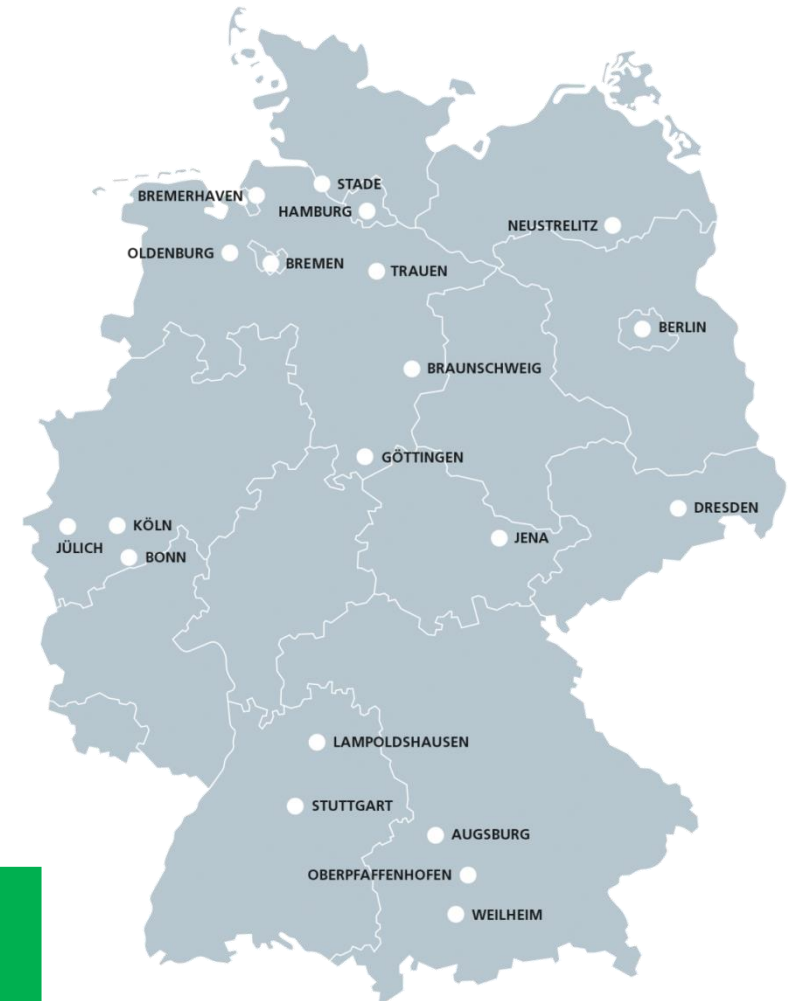 STADE
BREMERHAVEN
HAMBURG
NEUSTRELITZ
OLDENBURG
BREMEN
TRAUEN
BERLIN
BRAUNSCHWEIG
GÖTTINGEN
DRESDEN
KÖLN
JENA
JÜLICH
BONN
LAMPOLDSHAUSEN
STUTTGART
AUGSBURG
OBERPFAFFENHOFEN
WEILHEIM